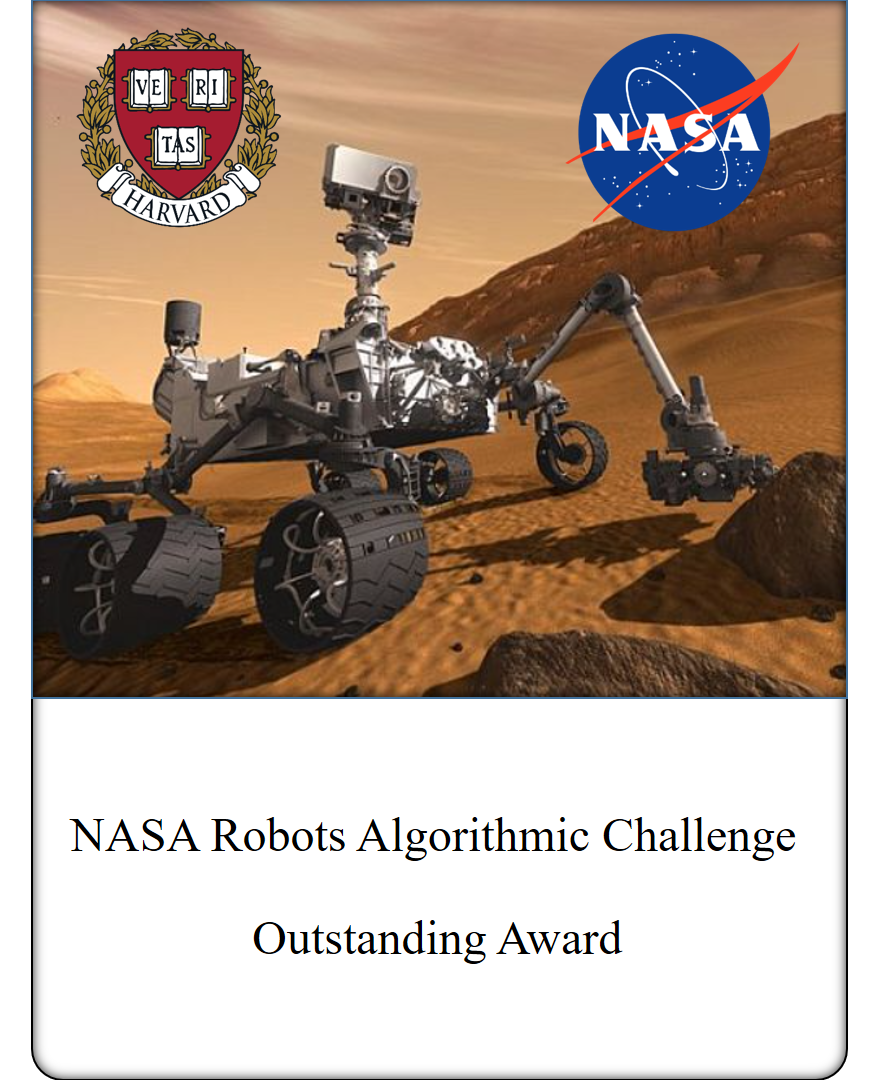 VE RI
TAS
HARVARD
NASA
NASA Robots Algorithmic Challenge
Outstanding Award